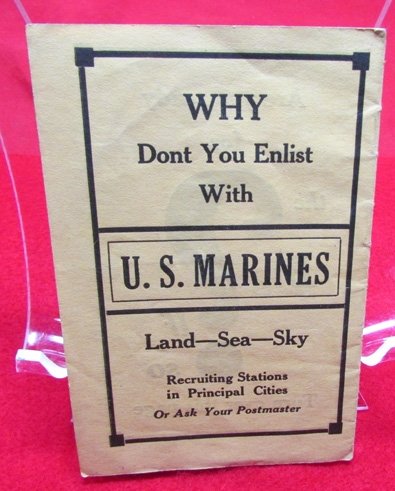 WHY
Dont You Enlist
With
U. S. MARINES
Land—Sea—Sky
Recruiting Stations
in Principal Cities
Or Ask Your Postmaster